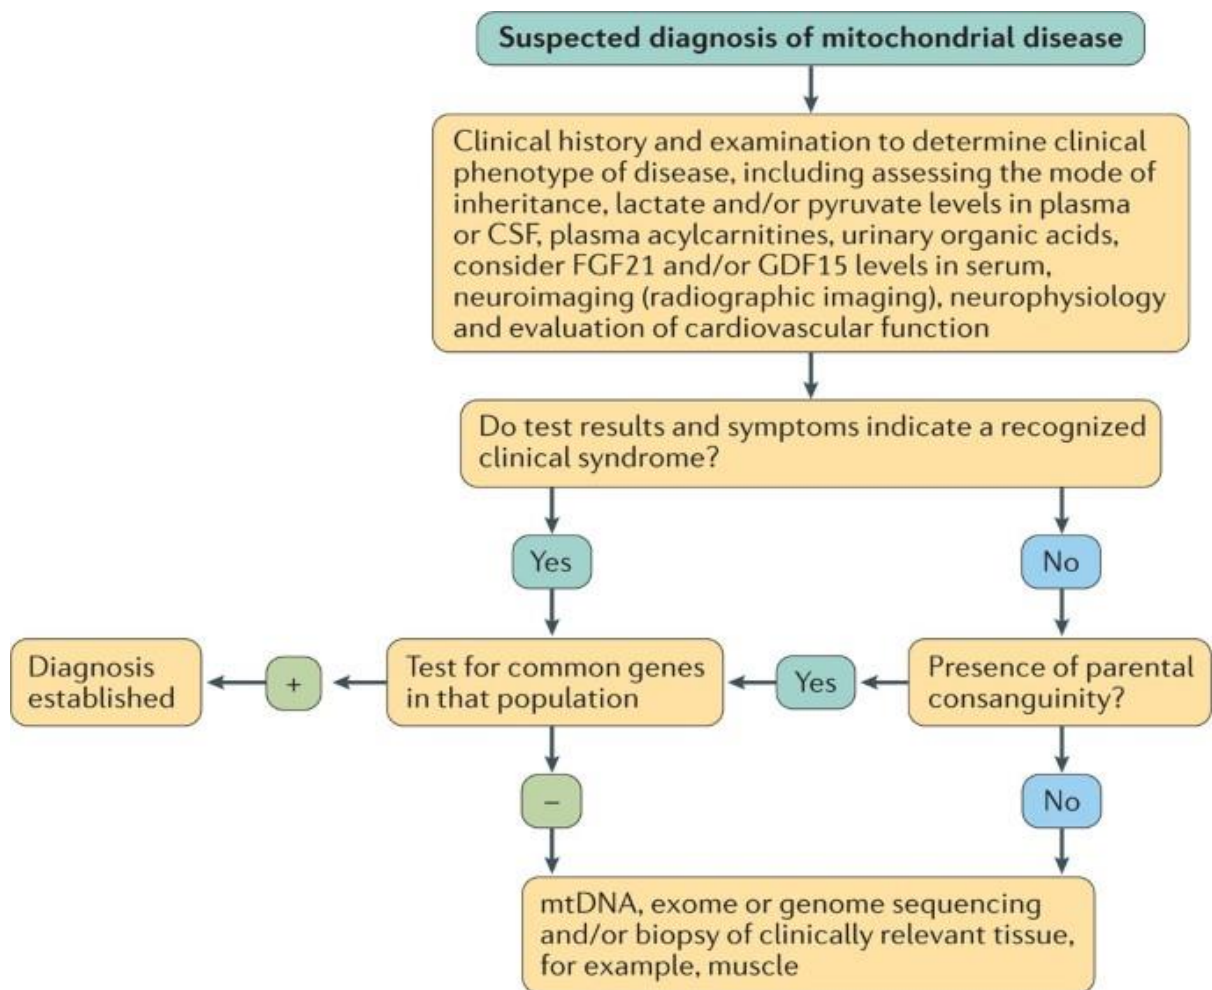 Suspected diagnosis of mitochondrial disease
Clinical history and examination to determine clinical
phenotype of disease, including assessing the mode of
inheritance, lactate and/or pyruvate levels in plasma
or CSF, plasma acylcarnitines, urinary organic acids,
consider FGF21 and/or GDF15 levels in serum,
neuroimaging (radiographic imaging), neurophysiology
and evaluation of cardiovascular function
Do test results and symptoms indicate a recognized
clinical syndrome?
Yes
No
Diagnosis
established
+
Test for common genes
in that population
Yes
Presence of parental
consanguinity?
–
No
mtDNA, exome or genome sequencing
and/or biopsy of clinically relevant tissue,
for example, muscle